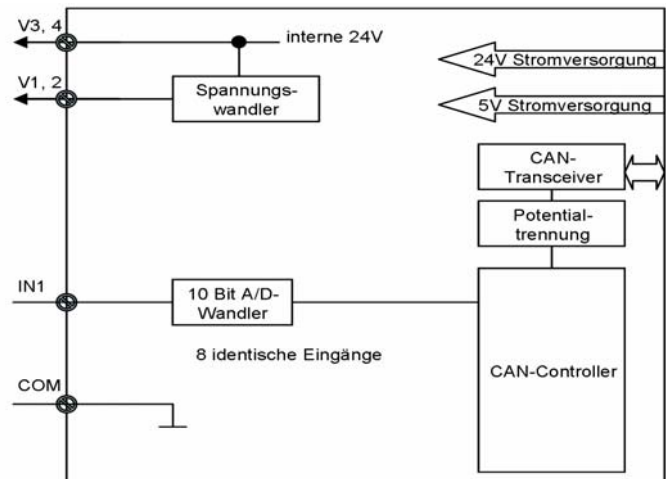 V3, 4
interne 24V
24V Stromversorgung
V1, 2
Spannungs-
wandler
5V Stromversorgung
CAN-
Transceiver
Potential-
trennung
IN1
10 Bit A/D-
Wandler
8 identische Eingänge
CAN-Controller
COM